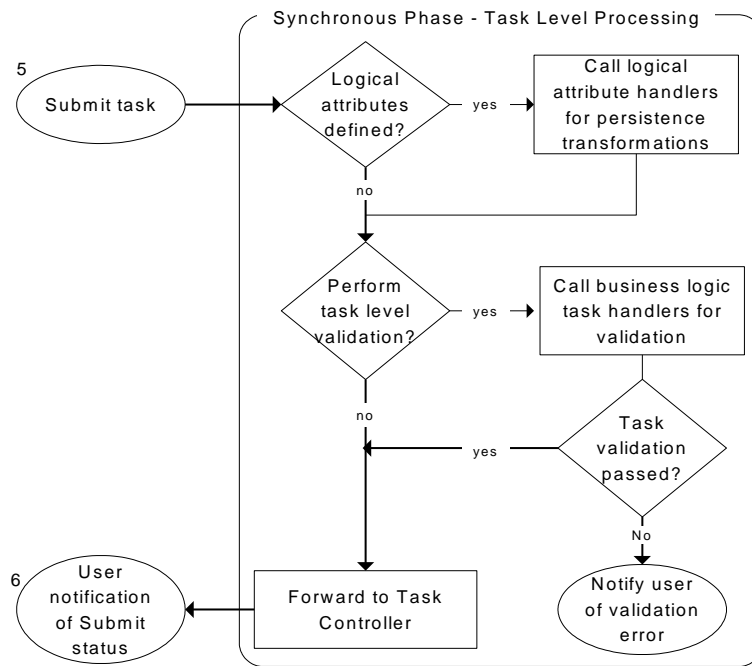 Synchronous Phase - Task Level Processing
5
Submit task
Logical
attributes
defined?
yes
Call logical
attribute handlers
for persistence
transformations
no
Perform
task level
validation?
yes
Call business logic
task handlers for
validation
no
Task
validation
passed?
yes
No
6
User
notification
of Submit
status
Forward to Task
Controller
Notify user
of validation
error